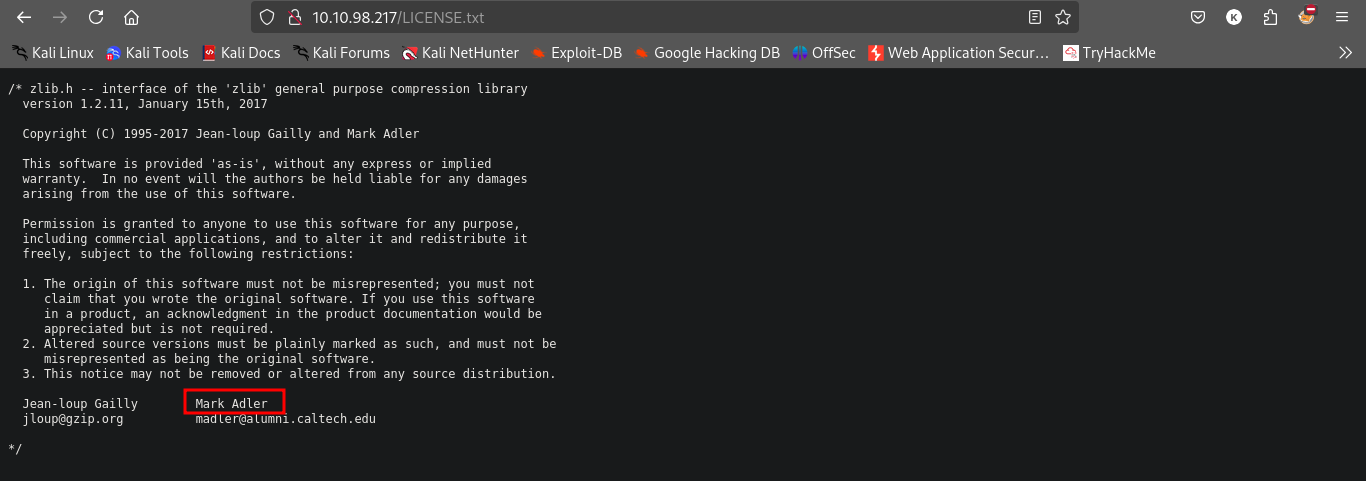 10.10.98.217/LICENSE.txt
K
Kali Linux Kali Tools Kali Docs Kali Forums Kali NetHunter Exploit-DB Google Hacking DB OffSec Web Application Secur... TryHackMe
/* zlib.h -- interface of the 'zlib' general purpose compression library
version 1.2.11, January 15th, 2017
Copyright (C) 1995-2017 Jean-loup Gailly and Mark Adler
This software is provided 'as-is', without any express or implied
warranty.  In no event will the authors be held liable for any damages
arising from the use of this software.
Permission is granted to anyone to use this software for any purpose,
including commercial applications, and to alter it and redistribute it
freely, subject to the following restrictions:
1. The origin of this software must not be misrepresented; you must not
claim that you wrote the original software. If you use this software
in a product, an acknowledgment in the product documentation would be
appreciated but is not required.
2. Altered source versions must be plainly marked as such, and must not be
misrepresented as being the original software.
3. This notice may not be removed or altered from any source distribution.
Jean-loup Gailly Mark Adler
jloup@gzip.org madler@alumni.caltech.edu
*/